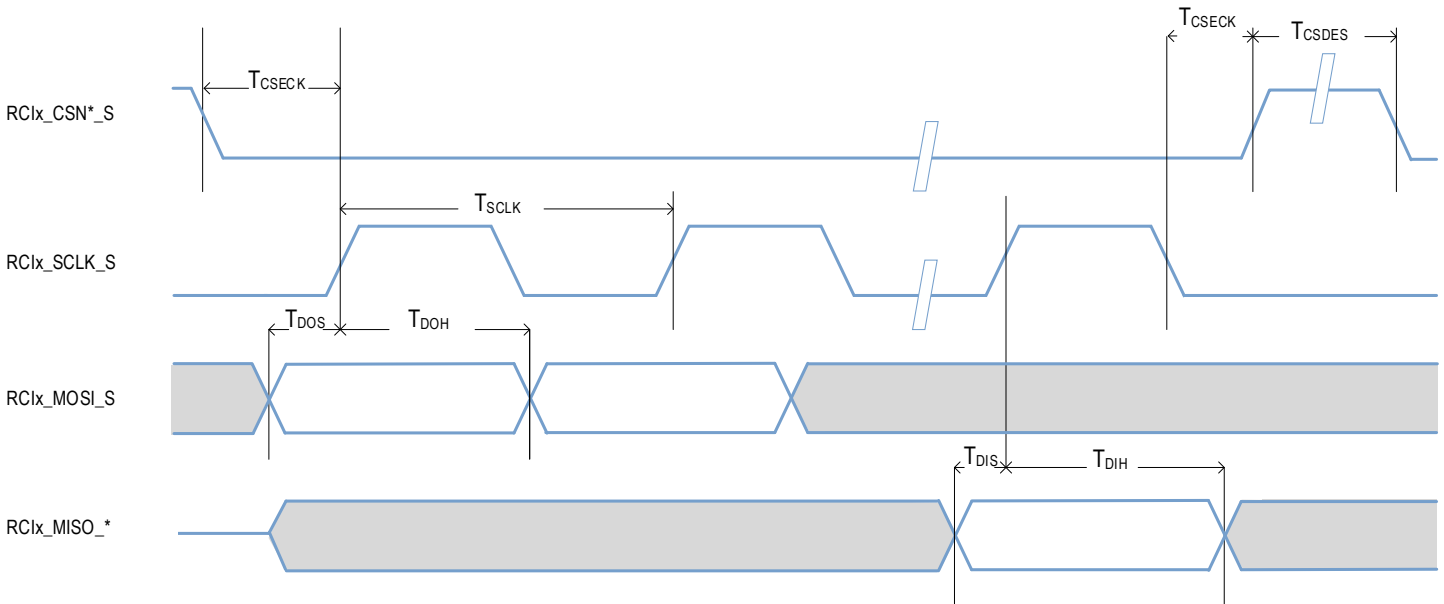 TCSECK
TCSDES
TCSECK
RCIx_CSN*_S
TSCLK
RCIx_SCLK_S
TDOS
TDOH
RCIx_MOSI_S
TDIS
TDIH
RCIx_MISO_*